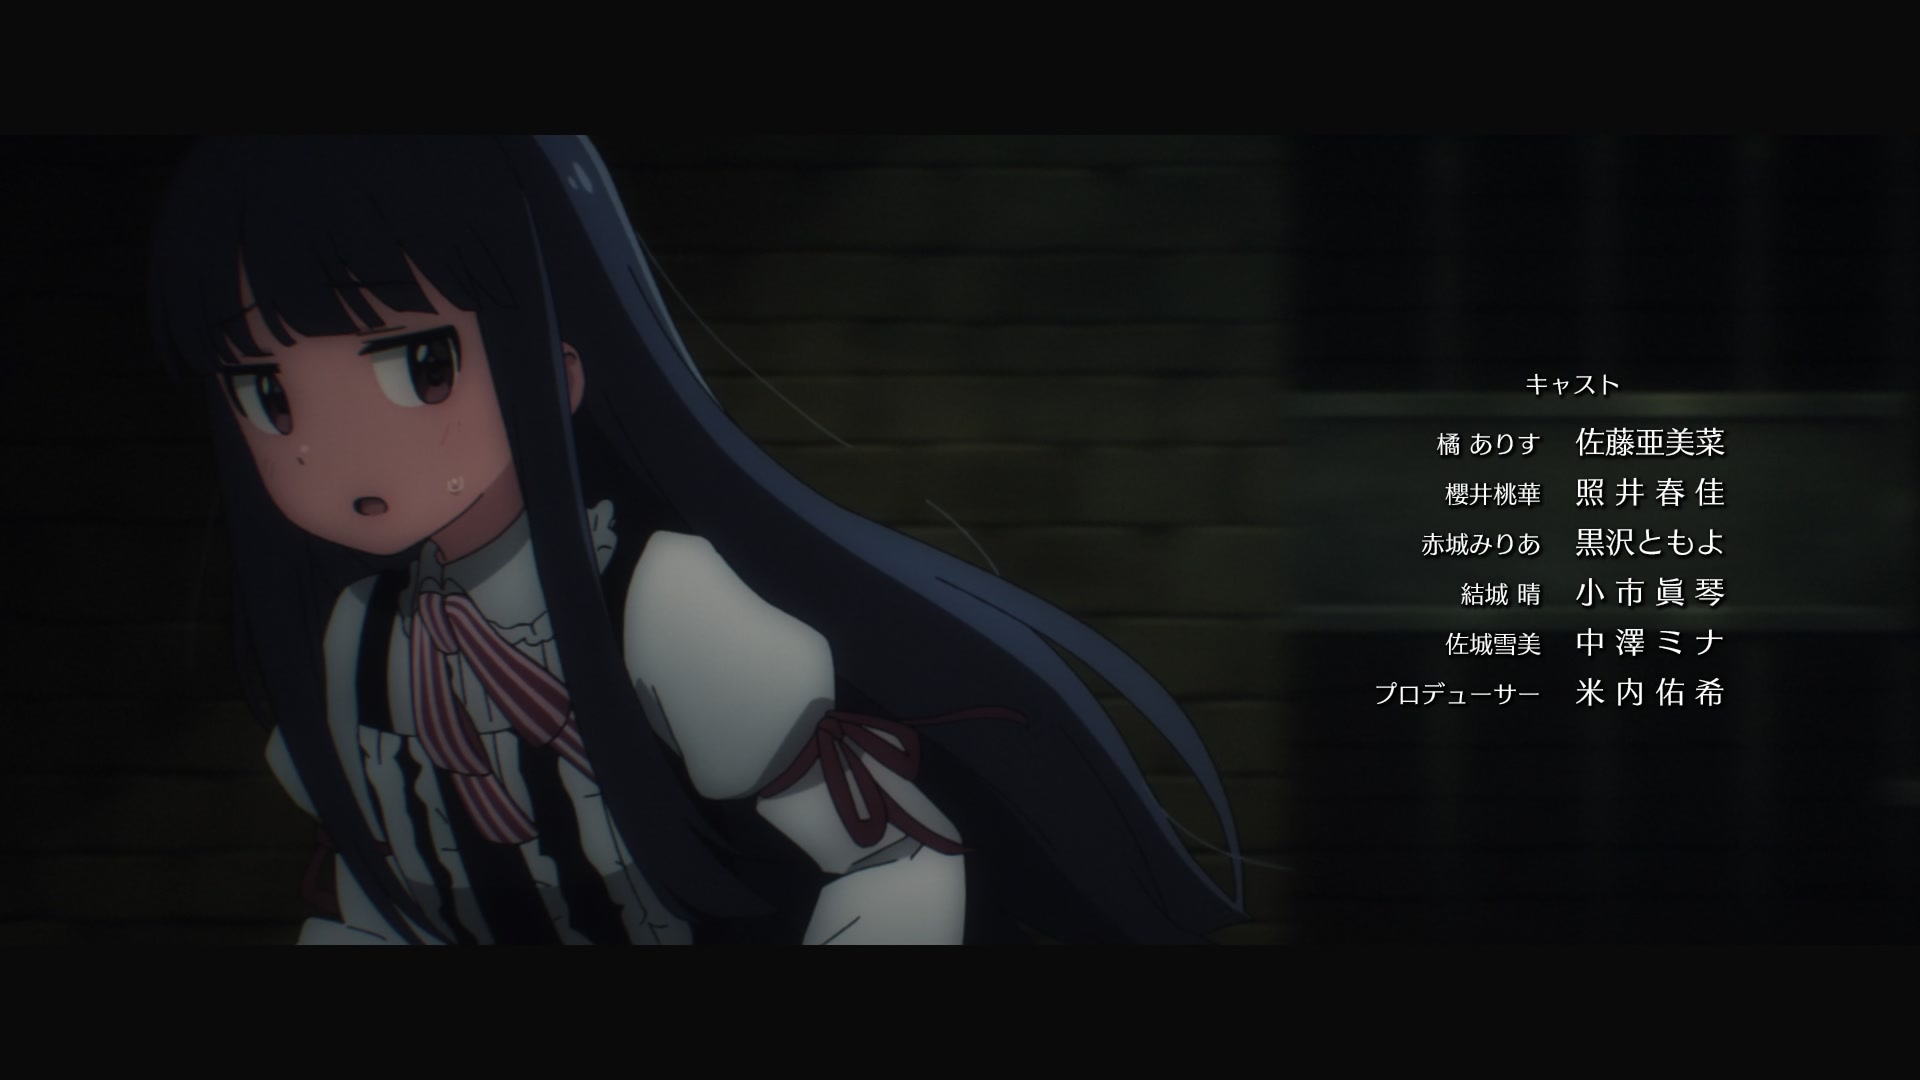 キャスト
橘 ありす 佐藤亜美菜
櫻井桃華 照井春佳
赤城みりあ 黒沢ともよ
結城 晴 小市眞琴
佐城雪美 中澤ミナ
プロデューサー 米内佑希